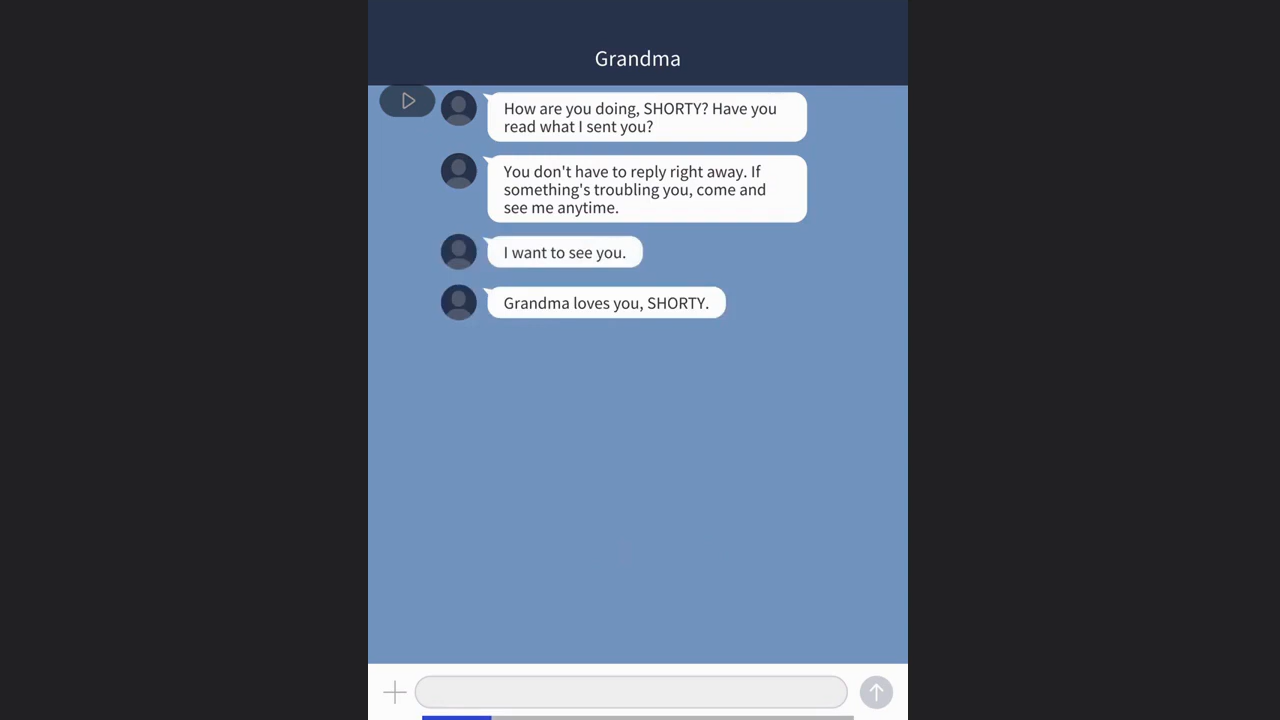 Grandma
How are you doing, SHORTY? Have you
read what I sent you?
You don't have to reply right away. If
something's troubling you, come and
see me anytime.
I want to see you.
Grandma loves you, SHORTY.